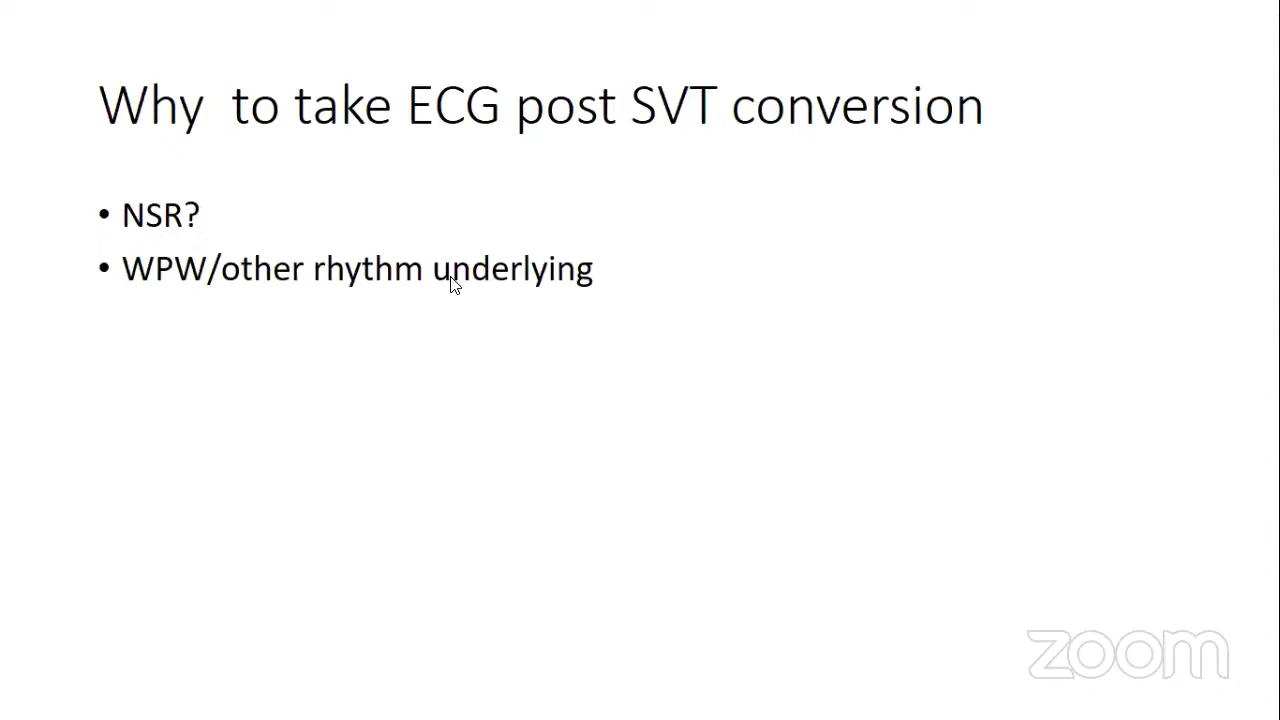 Why to take ECG post SVT conversion
• NSR?
• WPW/other rhythm underlying
zoom